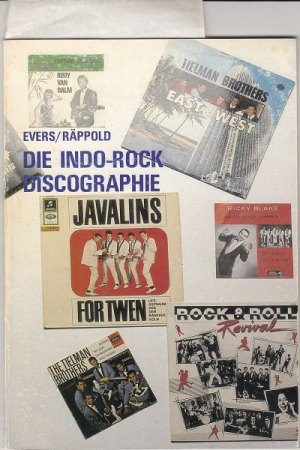 RUDY
VAN
DALM
TIELMAN BROTHERS
EAST & WEST
EVERS/RÄPPOLD
DIE INDO-ROCK
DISCOGRAPHIE
JAVALINS
FOR TWEN
RICKY BLAKE
ROCK & ROLL
Revival
THE TIELMAN
BROTHERS